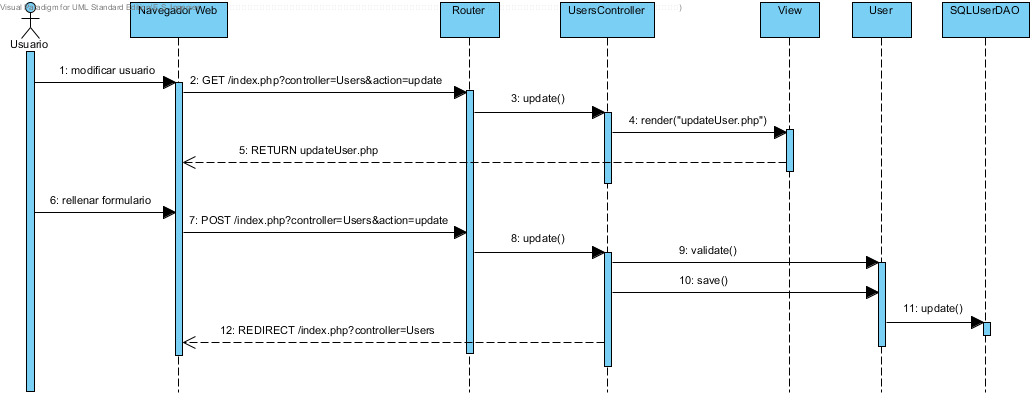 Visual Paradigm for UML Standard
Navegador Web
Router
UsersController
View
User
SQLUserDAO
Usuario
1: modificar usuario
2: GET /index.php?controller=Users&action=update
3: update()
4: render("updateUser.php")
5: RETURN updateUser.php
6: rellenar formulario
7: POST /index.php?controller=Users&action=update
8: update()
9: validate()
10: save()
11: update()
12: REDIRECT /index.php?controller=Users